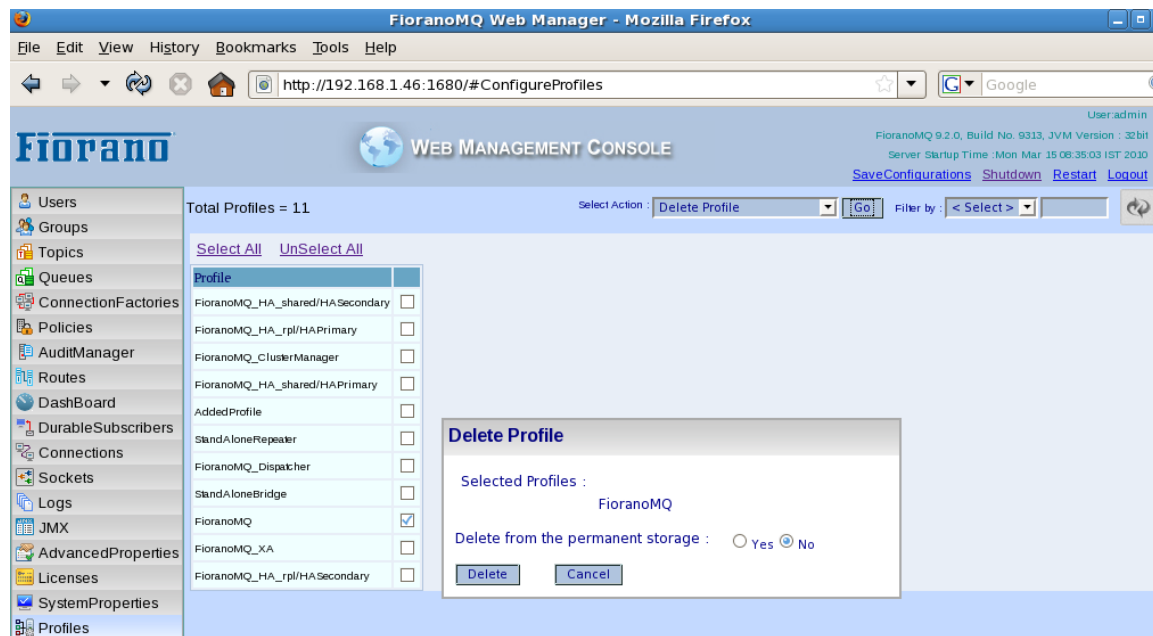 FioranoMQ Web Manager - Mozilla Firefox
File Edit View History Bookmarks Tools Help
http://192.168.1.46:1680/#ConfigureProfiles
G Google
User:admin
Fiorano
WEB MANAGEMENT CONSOLE
FioranoMQ 9.2.0, Build No. 9313, JVM Version : 32bit
Server Startup Time :Mon Mar 15 08:35:03 IST 2010
SaveConfigurations Shutdown Restart Logout
Users
Groups
Topics
Queues
ConnectionFactories
Policies
AuditManager
Routes
DashBoard
DurableSubscribers
Connections
Sockets
Logs
JMX
AdvancedProperties
Licenses
SystemProperties
Profiles
Total Profiles = 11
Select Action : Delete Profile Go Filter by : < Select >
Select All UnSelect All
Profile
FioranoMQ_HA_shared/HASecondary
FioranoMQ_HA_rpl/HAPrimary
FioranoMQ_ClusterManager
FioranoMQ_HA_shared/HAPrimary
AddedProfile
StandAloneRepeater
FioranoMQ_Dispatcher
StandAloneBridge
FioranoMQ
FioranoMQ_XA
FioranoMQ_HA_rpl/HASecondary
Delete Profile
Selected Profiles :
FioranoMQ
Delete from the permanent storage : Yes No
Delete Cancel